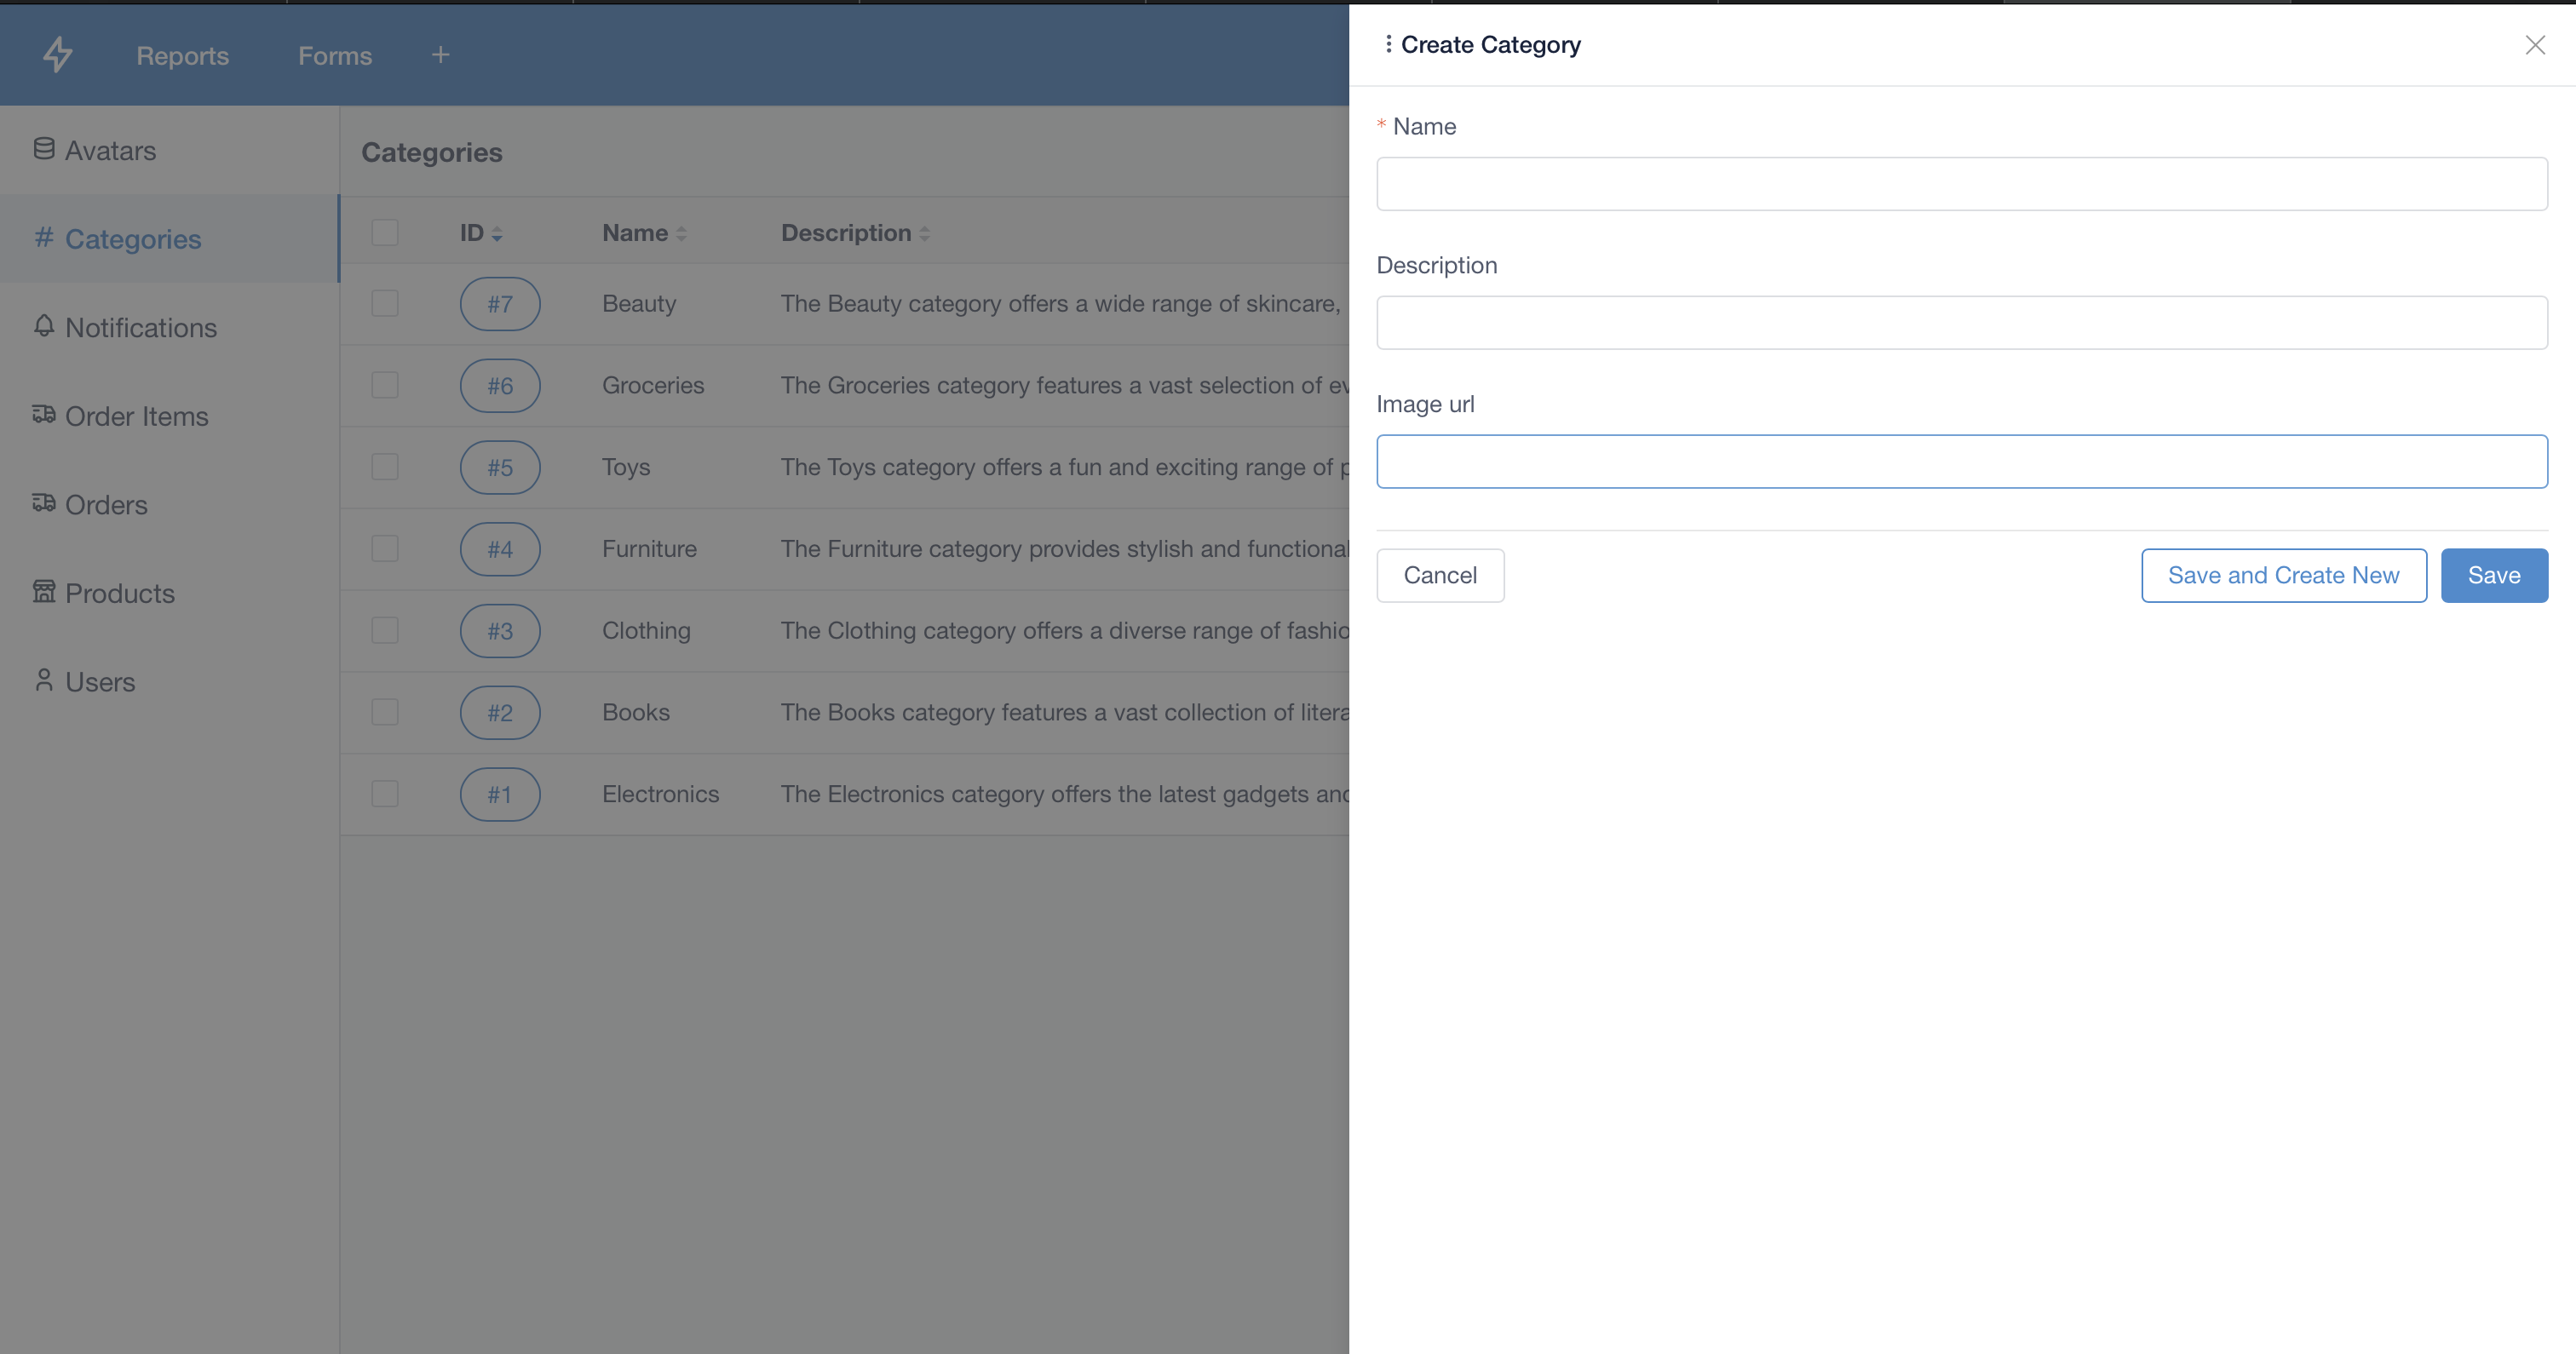 Reports Forms +
Create Category
Avatars
Categories
Notifications
Order Items
Orders
Products
Users
Categories
ID Name Description
#7 Beauty The Beauty category offers a wide range of skincare,
#6 Groceries The Groceries category features a vast selection of
#5 Toys The Toys category offers a fun and exciting range of
#4 Furniture The Furniture category provides stylish and functional
#3 Clothing The Clothing category offers a diverse range of
#2 Books The Books category features a vast collection of
#1 Electronics The Electronics category offers the latest gadgets
* Name
Description
Image url
Cancel Save and Create New Save